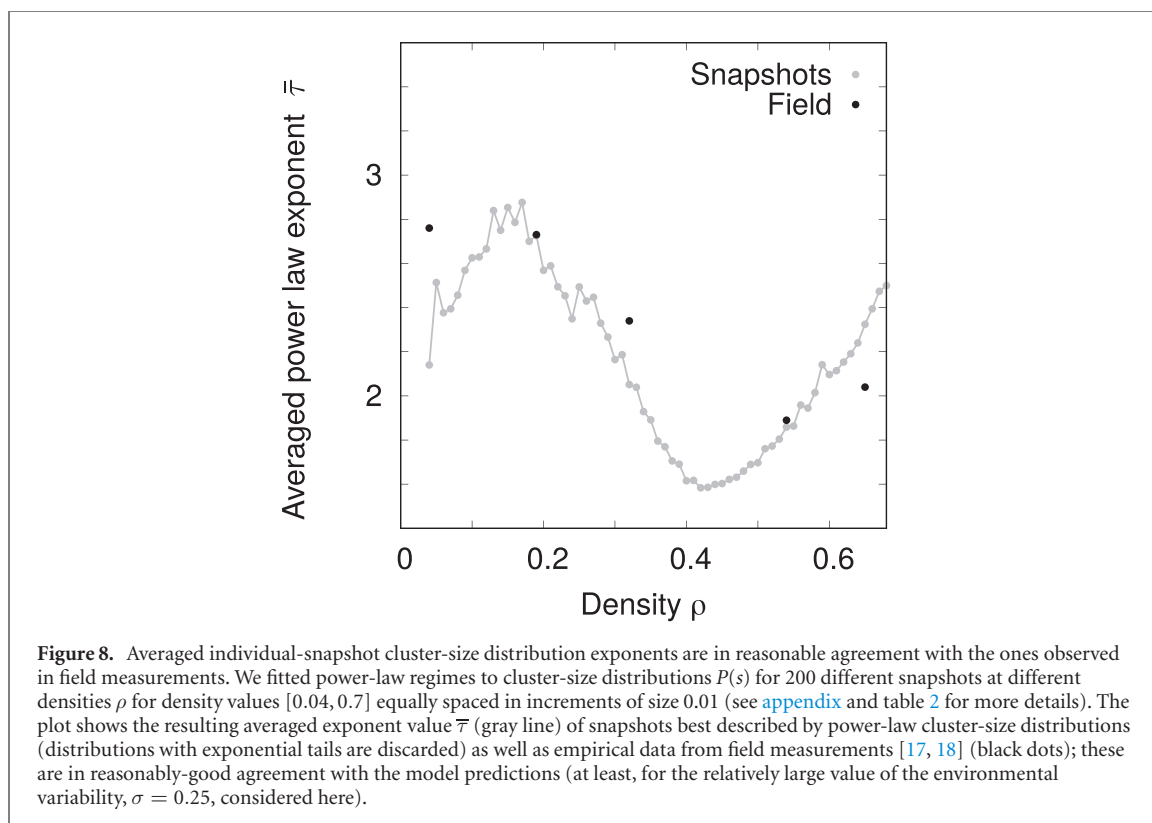 Snapshots
Field
Averaged power law exponent τ̅
3
2
0 0.2 0.4 0.6
Density ρ
Figure 8. Averaged individual-snapshot cluster-size distribution exponents are in reasonable agreement with the ones observed
in field measurements. We fitted power-law regimes to cluster-size distributions P(s) for 200 different snapshots at different
densities ρ for density values [0.04, 0.7] equally spaced in increments of size 0.01 (see appendix and table 2 for more details). The
plot shows the resulting averaged exponent value τ̅ (gray line) of snapshots best described by power-law cluster-size distributions
(distributions with exponential tails are discarded) as well as empirical data from field measurements [17, 18] (black dots); these
are in reasonably-good agreement with the model predictions (at least, for the relatively large value of the environmental
variability, σ = 0.25, considered here).